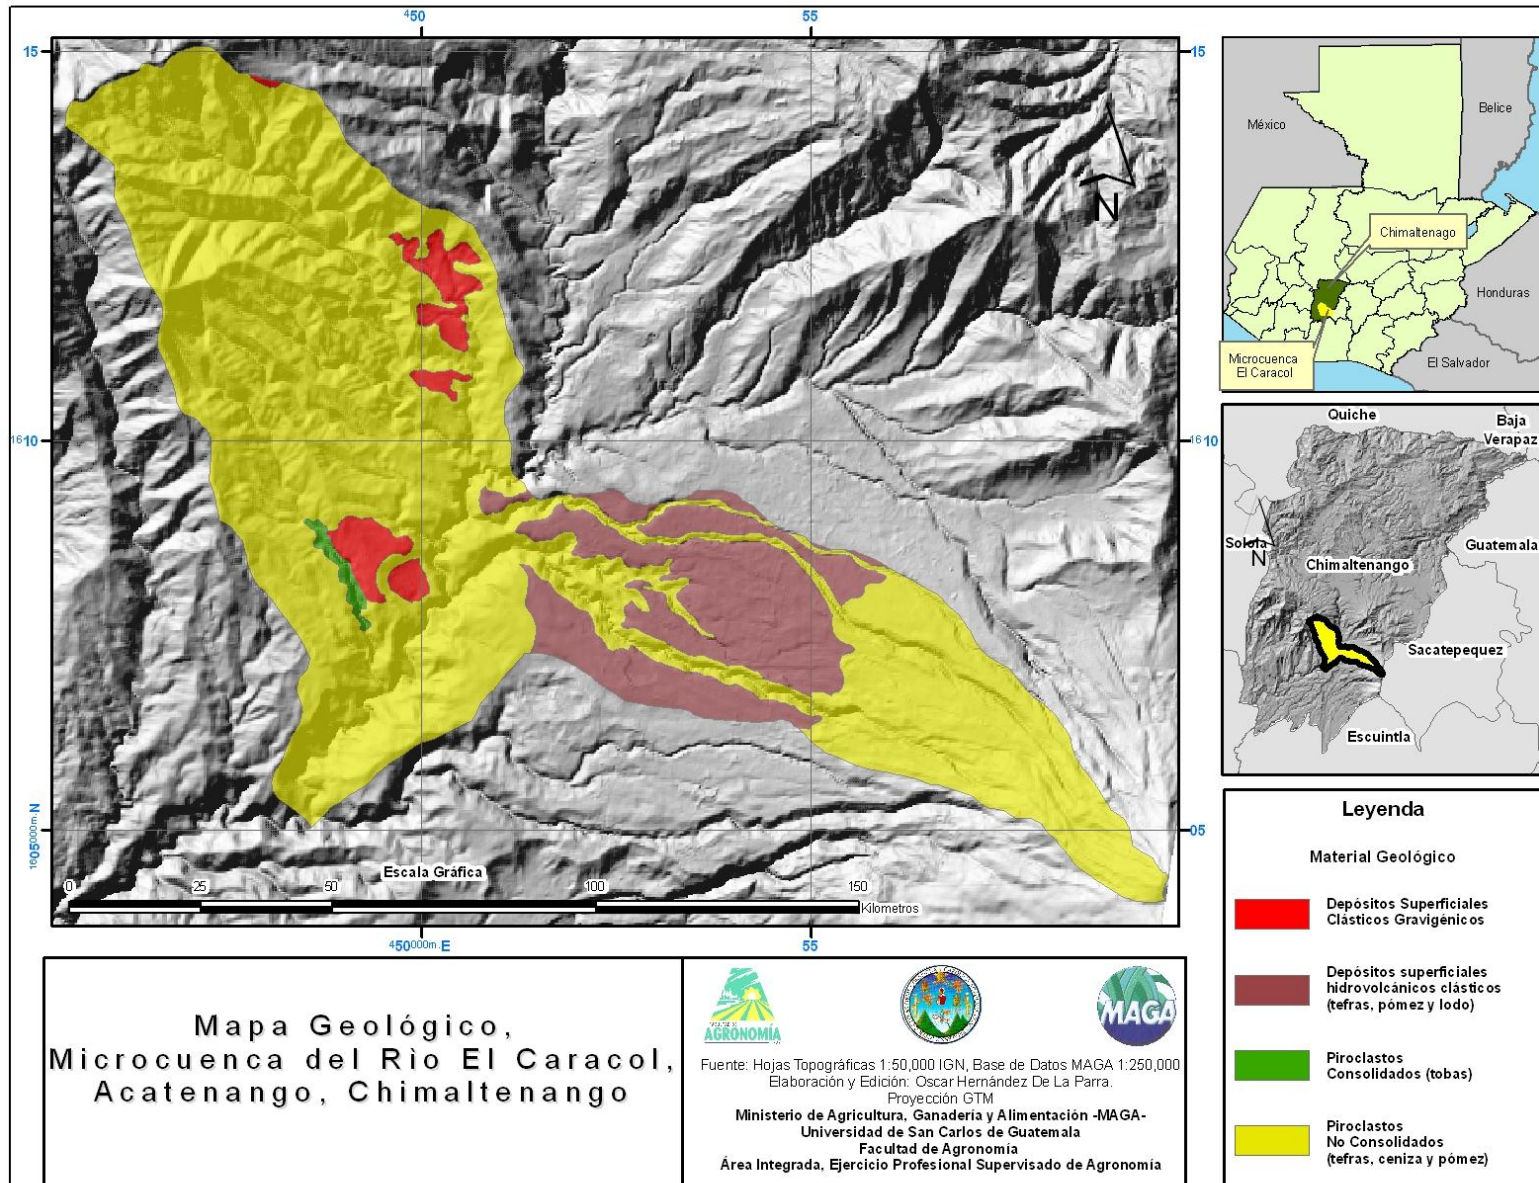 450
55
15
15
1610
1610
1605000m.N
05
N
Escala Gráfica
0
25
50
100
150
Kilometros
450000m.E
55
México
Belice
Chimaltenago
Honduras
Microcuenca
El Caracol
El Salvador
Quiche
Baja
Verapaz
Solola
N
Guatemala
Chimaltenango
Sacatepequez
Escuintla
Leyenda
Material Geológico
Depósitos Superficiales
Clásticos Gravigénicos
Depósitos superficiales
hidrovolcánicos clásticos
(tefras, pómez y lodo)
Piroclastos
Consolidados (tobas)
Piroclastos
No Consolidados
(tefras, ceniza y pómez)
Mapa Geológico,
Microcuenca del Rìo El Caracol,
Acatenango, Chimaltenango
AGRONOMÍA
MAGA
Fuente: Hojas Topográficas 1:50,000 IGN, Base de Datos MAGA 1:250,000
Elaboración y Edición: Oscar Hernández De La Parra.
Proyección GTM
Ministerio de Agricultura, Ganadería y Alimentación -MAGA-
Universidad de San Carlos de Guatemala
Facultad de Agronomía
Área Integrada, Ejercicio Profesional Supervisado de Agronomía